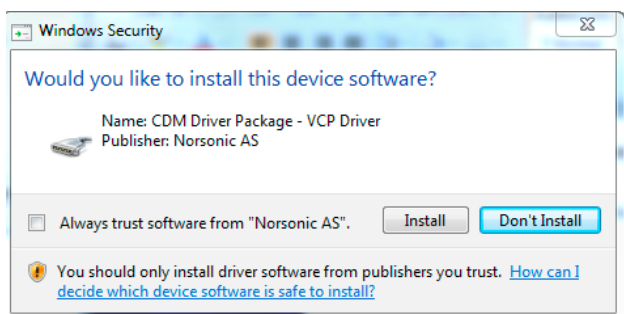 Windows Security
Would you like to install this device software?
Name: CDM Driver Package - VCP Driver
Publisher: Norsonic AS
Always trust software from "Norsonic AS".
Install
Don't Install
You should only install driver software from publishers you trust. How can I
decide which device software is safe to install?